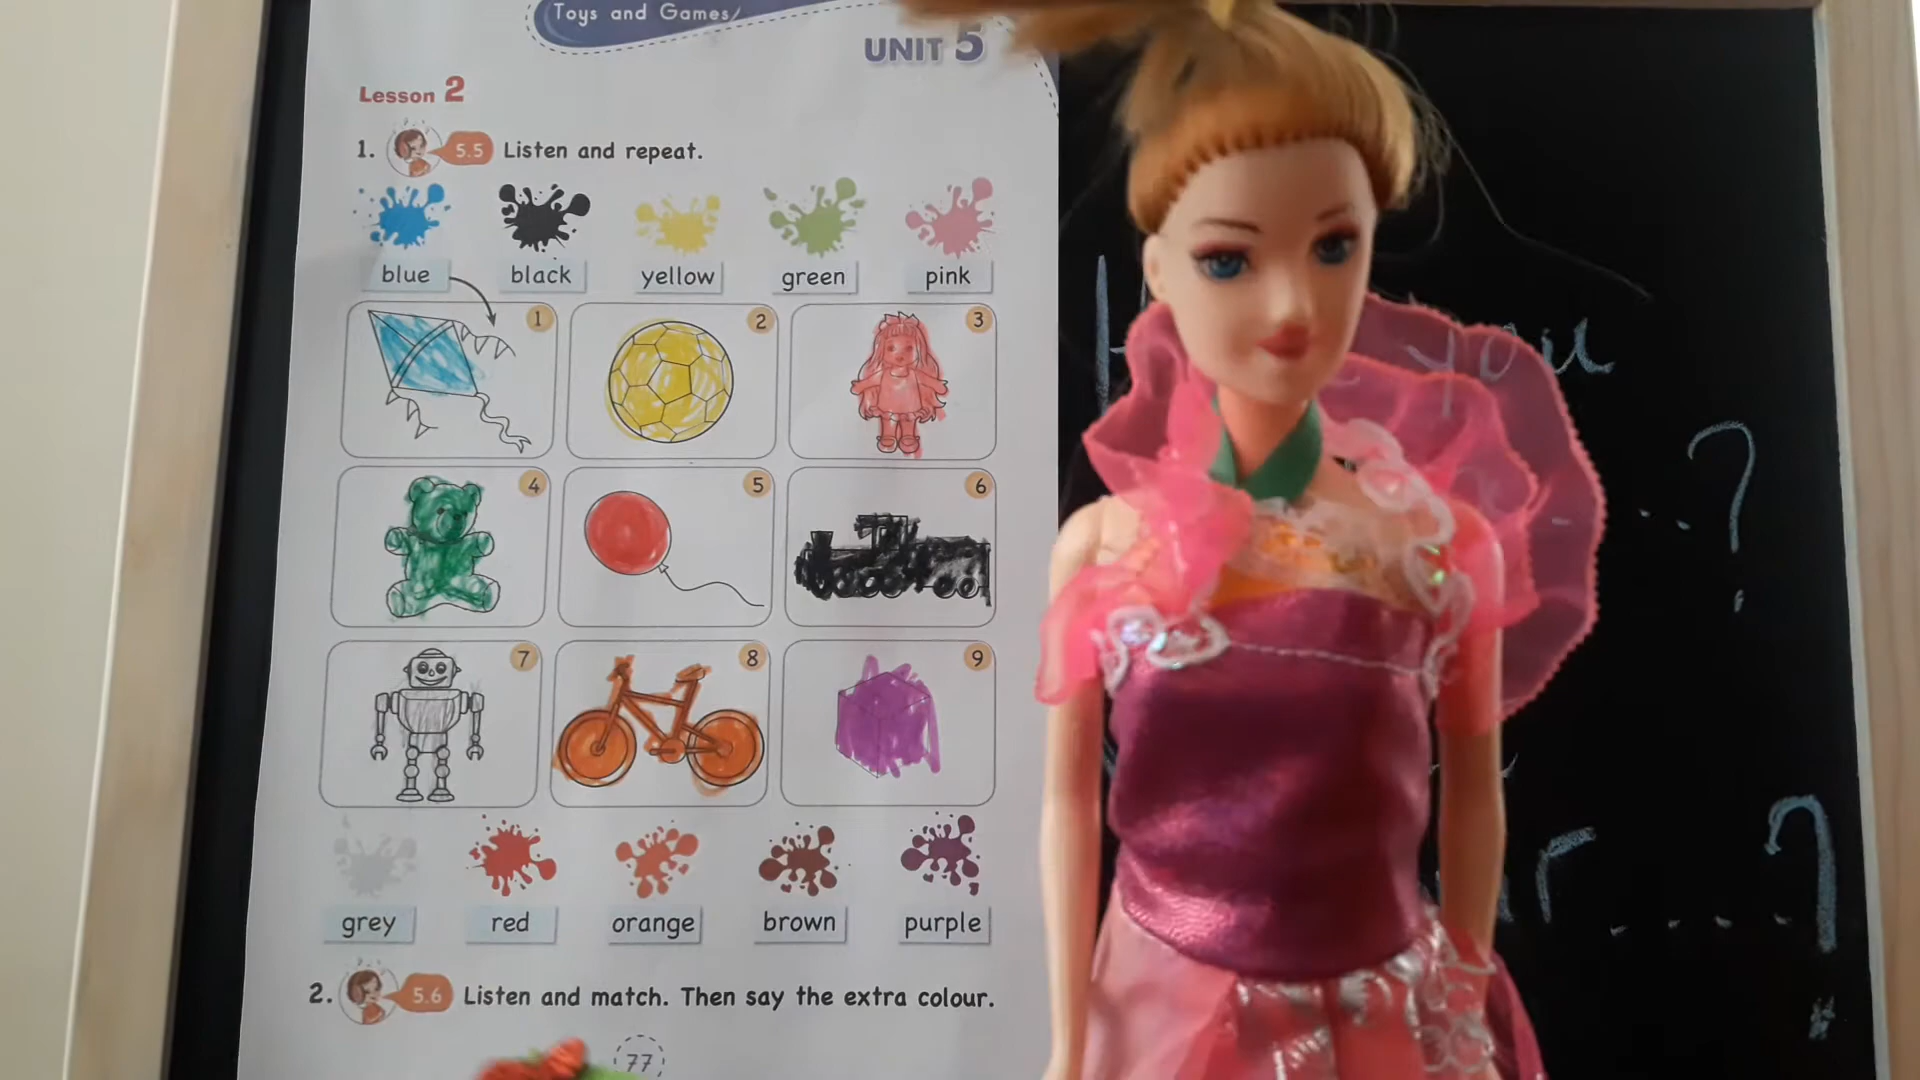 Toys and Games
UNIT 5
Lesson 2
1. 5.5 Listen and repeat.
blue black yellow green pink
1 2 3
4 5 6
7 8 9
grey red orange brown purple
2. 5.6 Listen and match. Then say the extra colour.
77
you
...?
....?